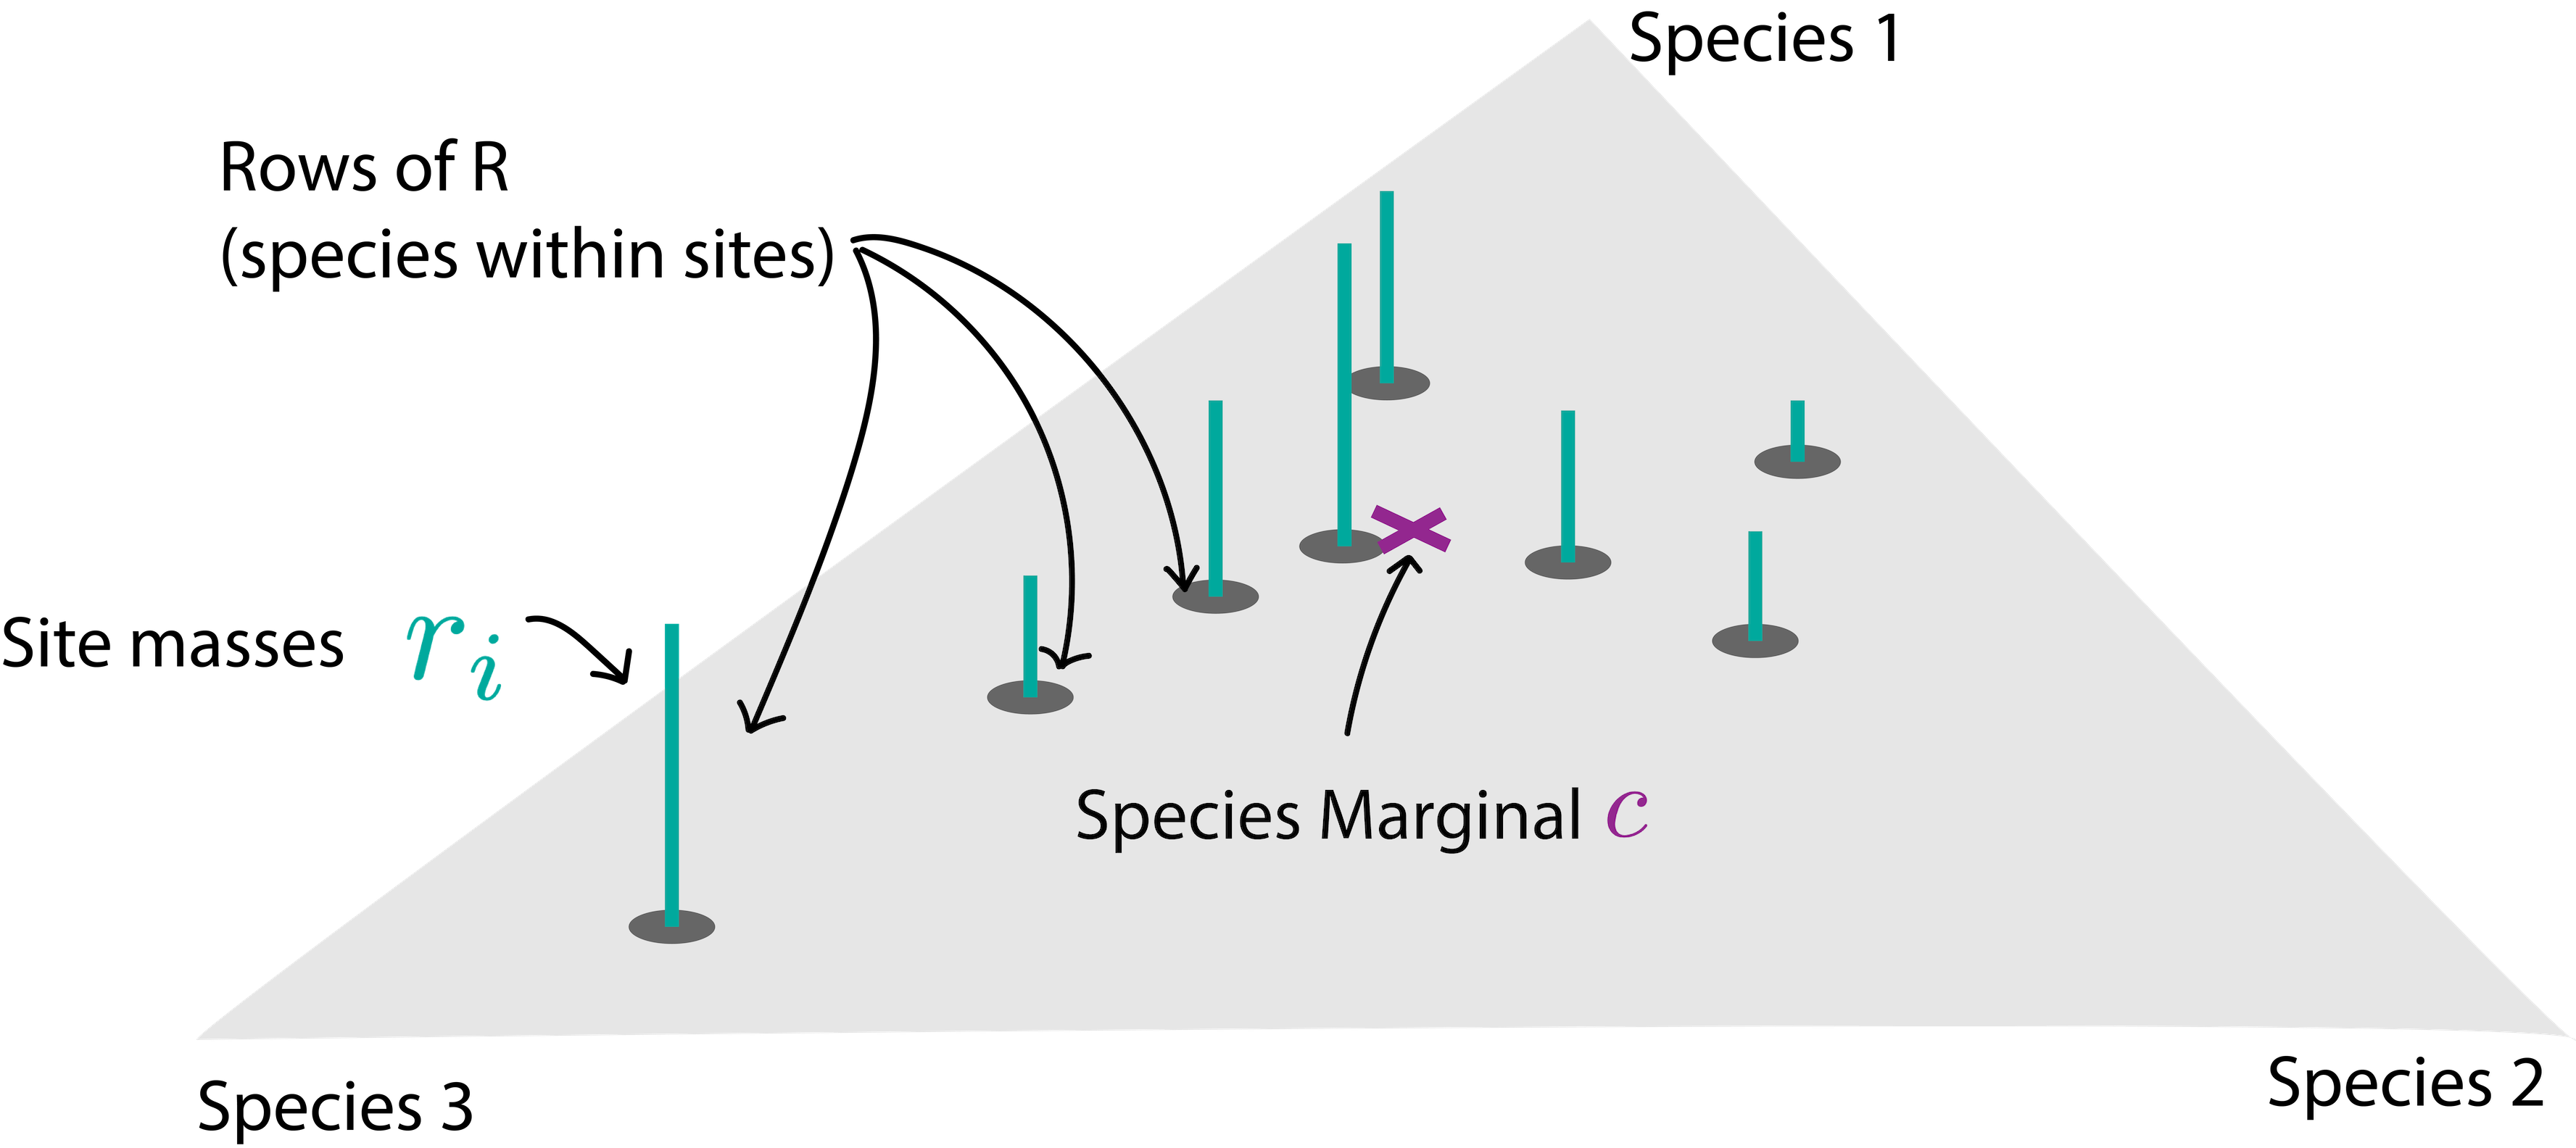 Species 1
Rows of R
(species within sites)
Site masses r_i
Species Marginal c
Species 3
Species 2